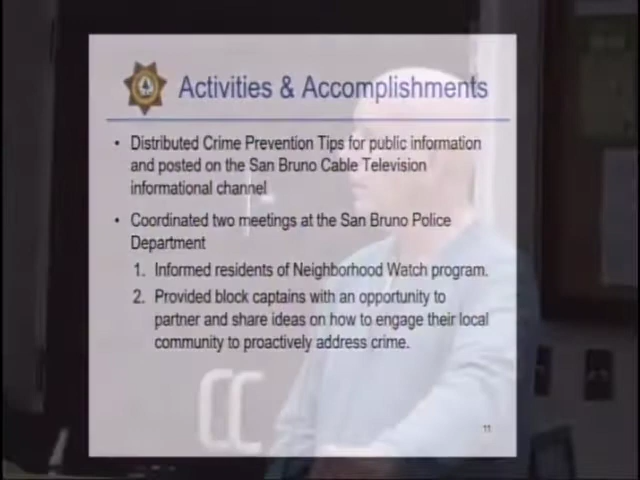 Activities & Accomplishments
• Distributed Crime Prevention Tips for public information
and posted on the San Bruno Cable Television
informational channel
• Coordinated two meetings at the San Bruno Police
Department
1. Informed residents of Neighborhood Watch program.
2. Provided block captains with an opportunity to
partner and share ideas on how to engage their local
community to proactively address crime.
11